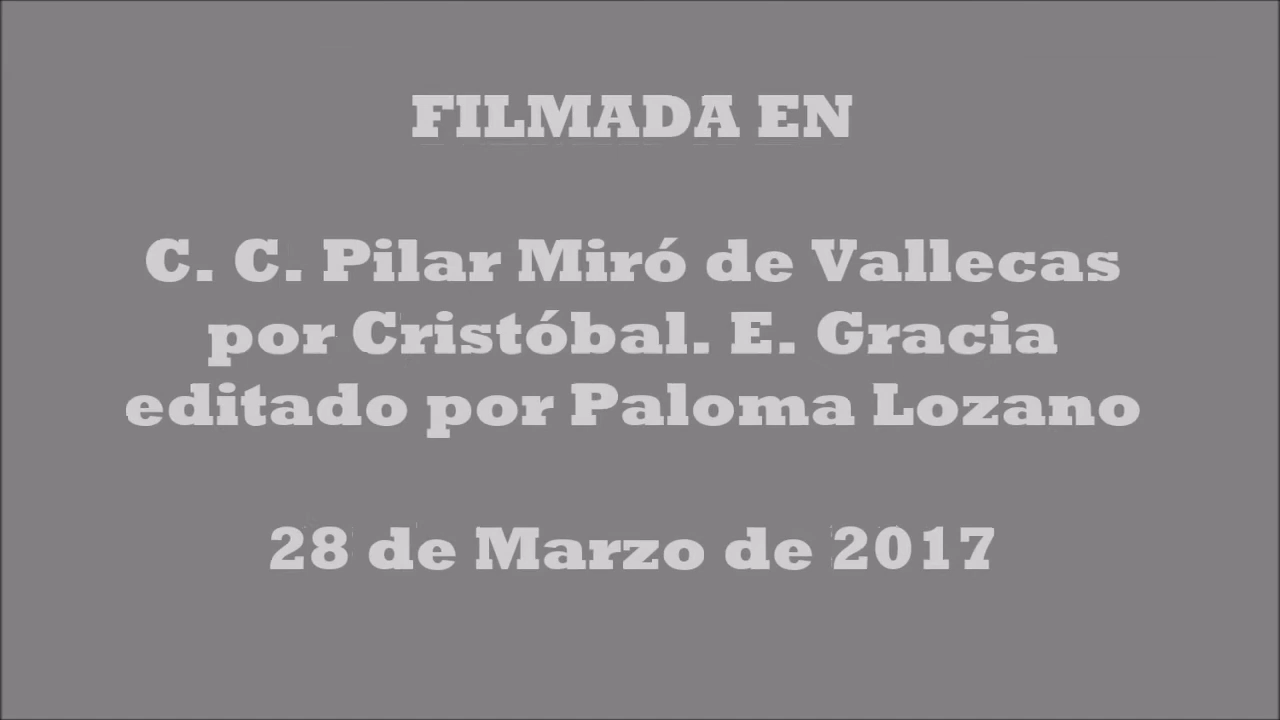 FILMADA EN
C. C. Pilar Miró de Vallecas
por Cristóbal. E. Gracia
editado por Paloma Lozano
28 de Marzo de 2017